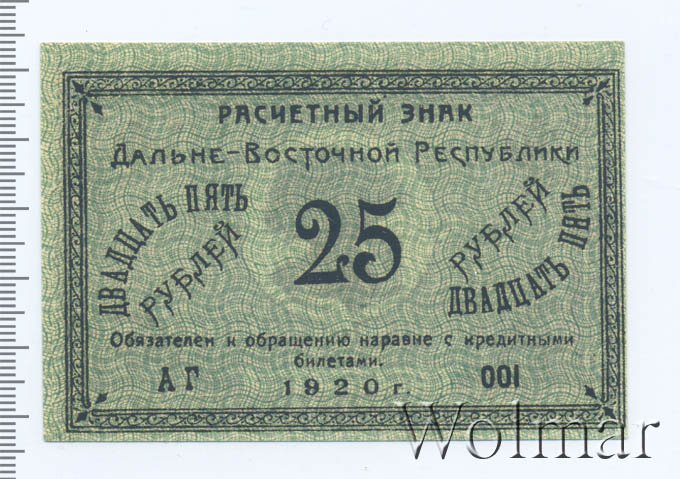 РАСЧЕТНЫЙ ЗНАК
Дальне-Восточной Республики
ДВАДЦАТЬ ПЯТЬ
РУБЛЕЙ
25
РУБЛЕЙ
ДВАДЦАТЬ ПЯТЬ
Обязателен к обращению наравне с кредитными
билетами.
АГ
1920 г.
001
Wolmar